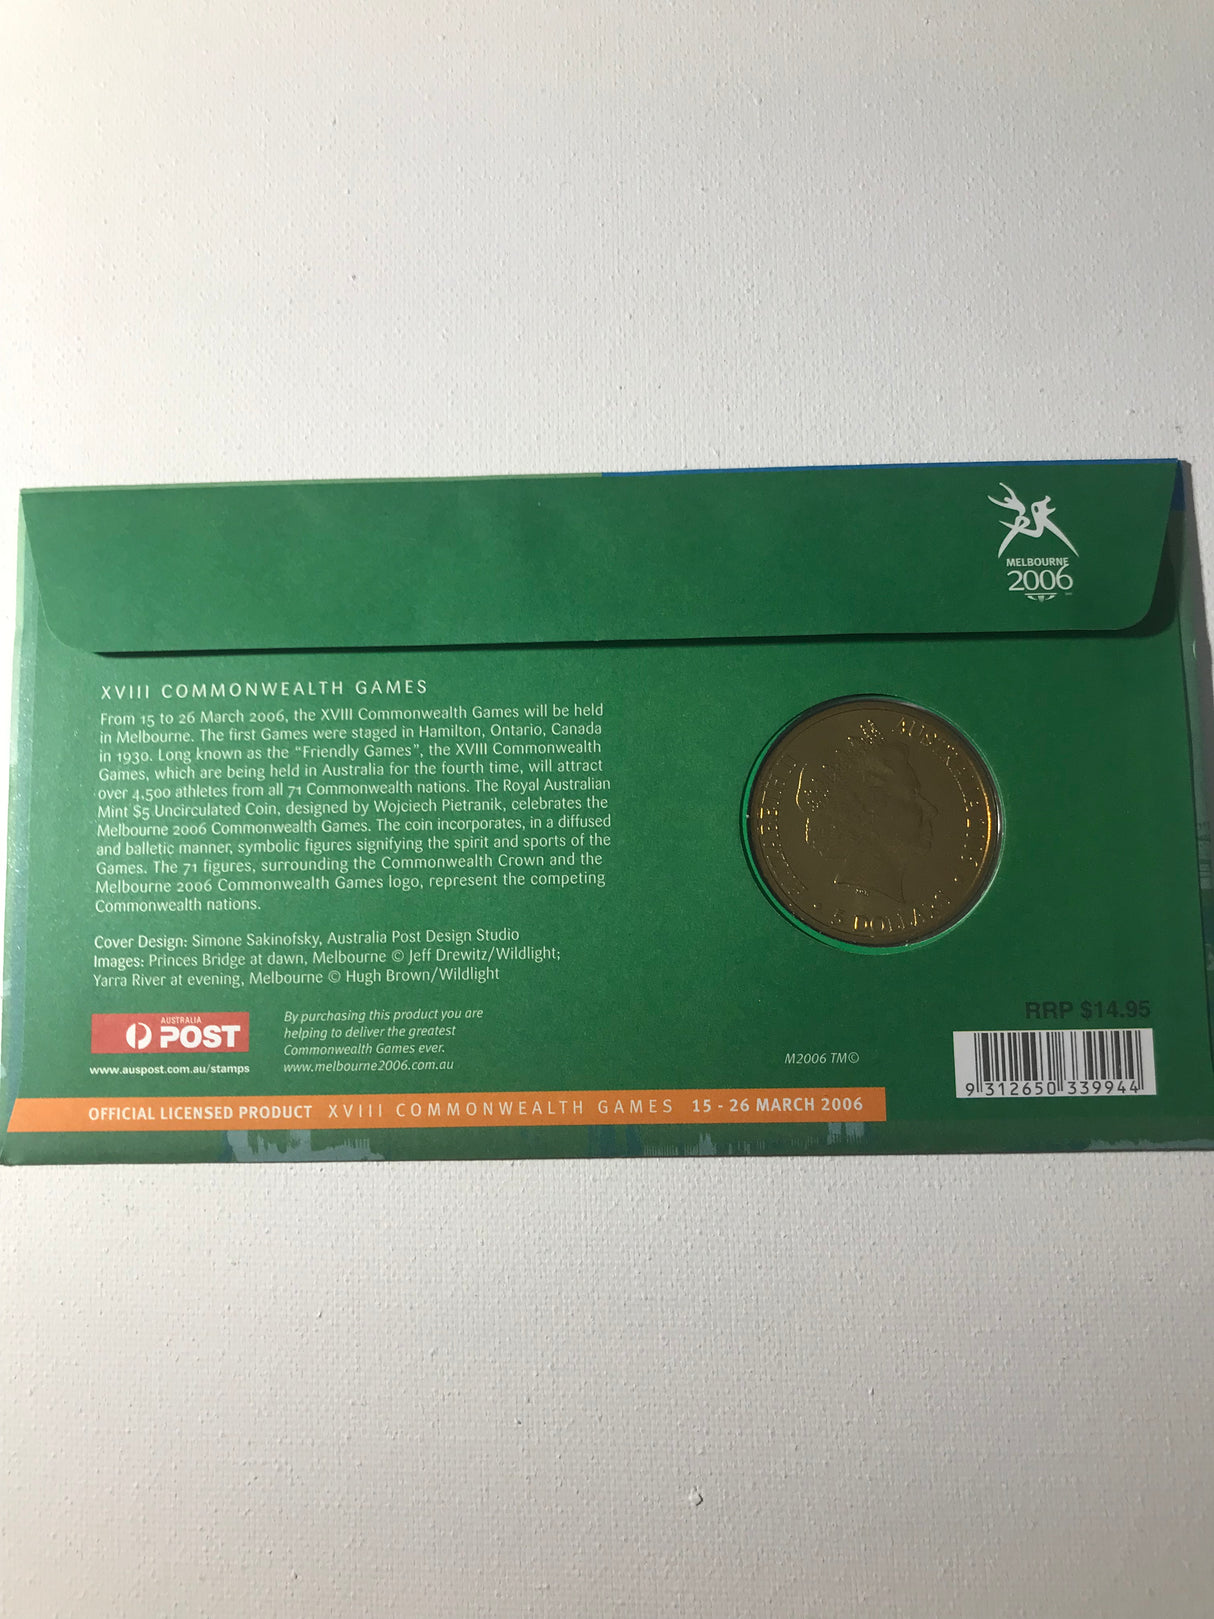 MELBOURNE
2006
XVIII COMMONWEALTH GAMES
From 15 to 26 March 2006, the XVIII Commonwealth Games will be held
in Melbourne. The first Games were staged in Hamilton, Ontario, Canada
in 1930. Long known as the “Friendly Games”, the XVIII Commonwealth
Games, which are being held in Australia for the fourth time, will attract
over 4,500 athletes from all 71 Commonwealth nations. The Royal Australian
Mint $5 Uncirculated Coin, designed by Wojciech Pietranik, celebrates the
Melbourne 2006 Commonwealth Games. The coin incorporates, in a diffused
and balletic manner, symbolic figures signifying the spirit and sports of the
Games. The 71 figures, surrounding the Commonwealth Crown and the
Melbourne 2006 Commonwealth Games logo, represent the competing
Commonwealth nations.
Cover Design: Simone Sakinofsky, Australia Post Design Studio
Images: Princes Bridge at dawn, Melbourne © Jeff Drewitz/Wildlight;
Yarra River at evening, Melbourne © Hugh Brown/Wildlight
AUSTRALIA
POST
www.auspost.com.au/stamps
By purchasing this product you are
helping to deliver the greatest
Commonwealth Games ever.
www.melbourne2006.com.au
5 DOLLARS
M2006 TM©
RRP $14.95
9 312650 339944
OFFICIAL LICENSED PRODUCT XVIII COMMONWEALTH GAMES 15 - 26 MARCH 2006